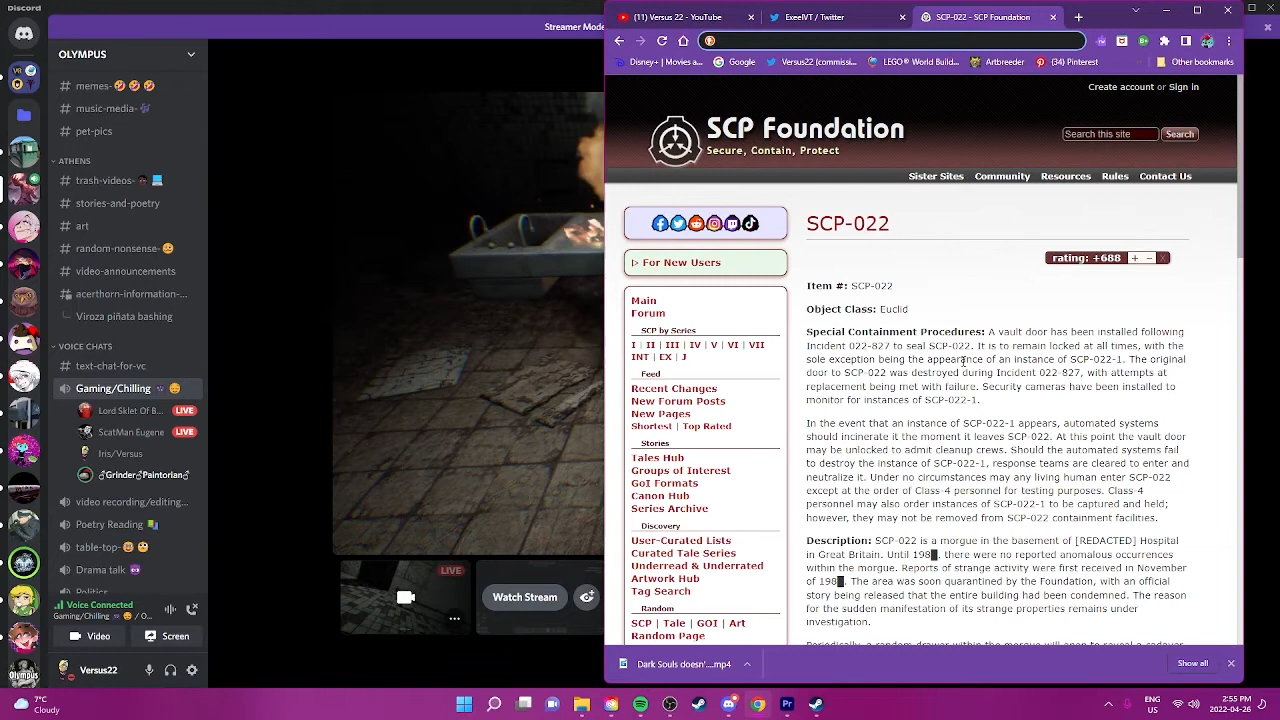 Discord
OLYMPUS
# memes-🤣🤣🤣
# music-media-🎶
# pet-pics
ATHENS
# trash-videos-
# stories-and-poetry
# art
# random-nonsense-
# video-announcements
acerthorn-information-...
Viroza piñata bashing
VOICE CHATS
# text-chat-for-vc
Gaming/Chilling
Lord Sklet Of B... LIVE
ScatMan Eugene LIVE
Iris/Versus
Grinder/Painting
video recording/editing...
Poetry Reading
table-top-
Drama talk
Politics
Voice Connected
Gaming/Chilling
Video
Screen
Versus22
Streamer Mode
LIVE
Watch Stream
(11) Versus 22 - YouTube
ExeelVT / Twitter
SCP-022 - SCP Foundation
Disney+ | Movies a...
Google
Versus22 (commissi...
LEGO® World Build...
Artbreeder
(34) Pinterest
Other bookmarks
Create account or Sign in
SCP Foundation
Secure, Contain, Protect
Search this site
Search
Sister Sites
Community
Resources
Rules
Contact Us
▷ For New Users
Main
Forum
SCP by Series
I | II | III | IV | V | VI | VII
INT | EX | J
Feed
Recent Changes
New Forum Posts
New Pages
Shortest | Top Rated
Stories
Tales Hub
Groups of Interest
GoI Formats
Canon Hub
Series Archive
Discovery
User-Curated Lists
Curated Tale Series
Underread & Underrated
Artwork Hub
Tag Search
Random
SCP | Tale | GOI | Art
Random Page
SCP-022
rating: +688 + – X
Item #: SCP-022
Object Class: Euclid
Special Containment Procedures: A vault door has been installed following
Incident 022-827 to seal SCP-022. It is to remain locked at all times, with the
sole exception being the appearance of an instance of SCP-022-1. The original
door to SCP-022 was destroyed during Incident 022-827, with attempts at
replacement being met with failure. Security cameras have been installed to
monitor for instances of SCP-022-1.
In the event that an instance of SCP-022-1 appears, automated systems
should incinerate it the moment it leaves SCP-022. At this point the vault door
may be unlocked to admit cleanup crews. Should the automated systems fail
to destroy the instance of SCP-022-1, response teams are cleared to enter and
neutralize it. Under no circumstances may any living human enter SCP-022
except at the order of Class-4 personnel for testing purposes. Class-4
personnel may also order instances of SCP-022-1 to be captured and held;
however, they may not be removed from SCP-022 containment facilities.
Description: SCP-022 is a morgue in the basement of [REDACTED] Hospital
in Great Britain. Until 198█, there were no reported anomalous occurrences
within the morgue. Reports of strange activity were first received in November
of 198█. The area was soon quarantined by the Foundation, with an official
story being released that the entire building had been condemned. The reason
for the sudden manifestation of its strange properties remains under
investigation.
Periodically, a random drawer within the morgue will open to reveal a cadaver
Dark Souls doesn'....mp4
Show all
7°C
Cloudy
ENG
US
2:55 PM
2022-04-26